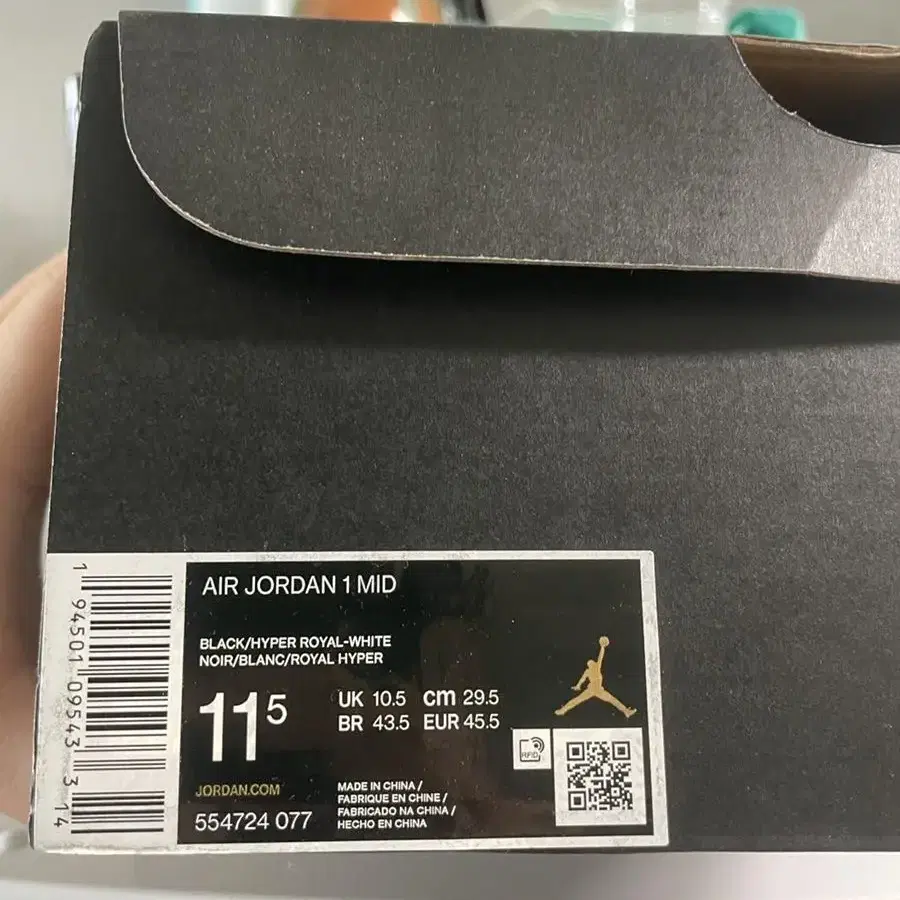 AIR JORDAN 1 MID
BLACK/HYPER ROYAL-WHITE
NOIR/BLANC/ROYAL HYPER
11 5
UK 10.5 cm 29.5
BR 43.5 EUR 45.5
RFID
JORDAN.COM
554724 077
MADE IN CHINA /
FABRIQUE EN CHINE /
FABRICADO NA CHINA /
HECHO EN CHINA
1 94501 09543 3 14